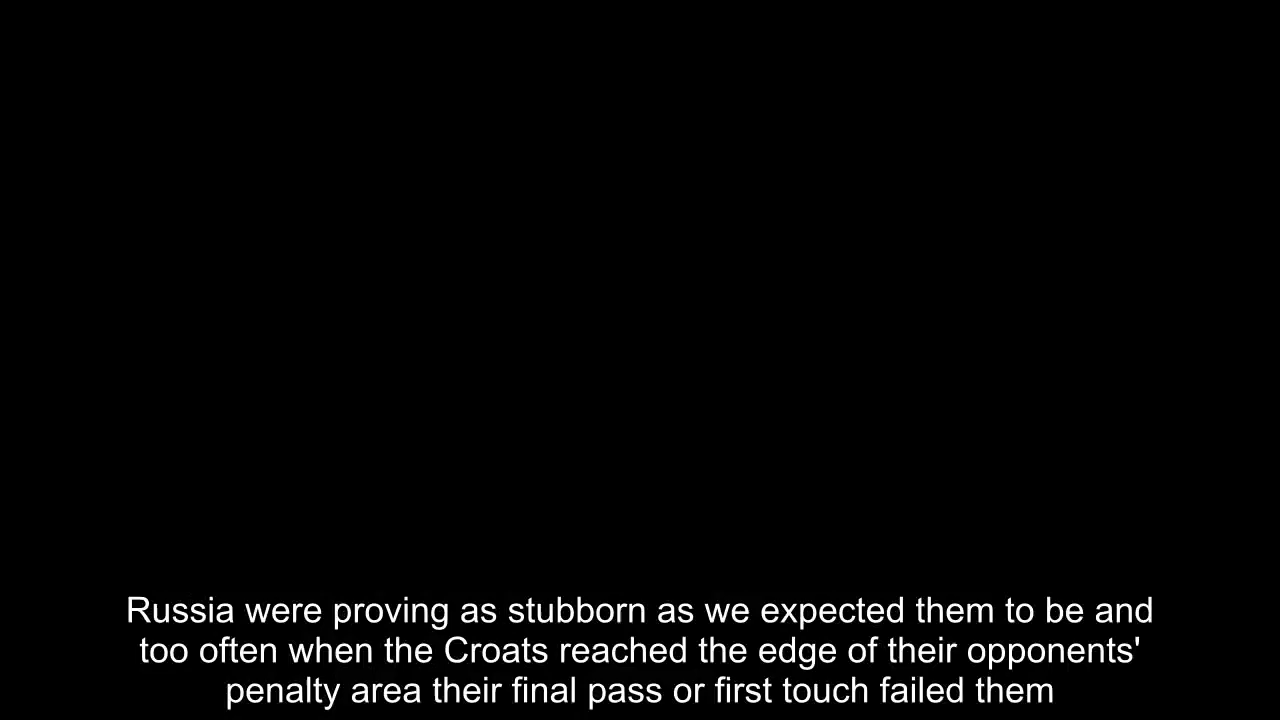 Russia were proving as stubborn as we expected them to be and
too often when the Croats reached the edge of their opponents'
penalty area their final pass or first touch failed them